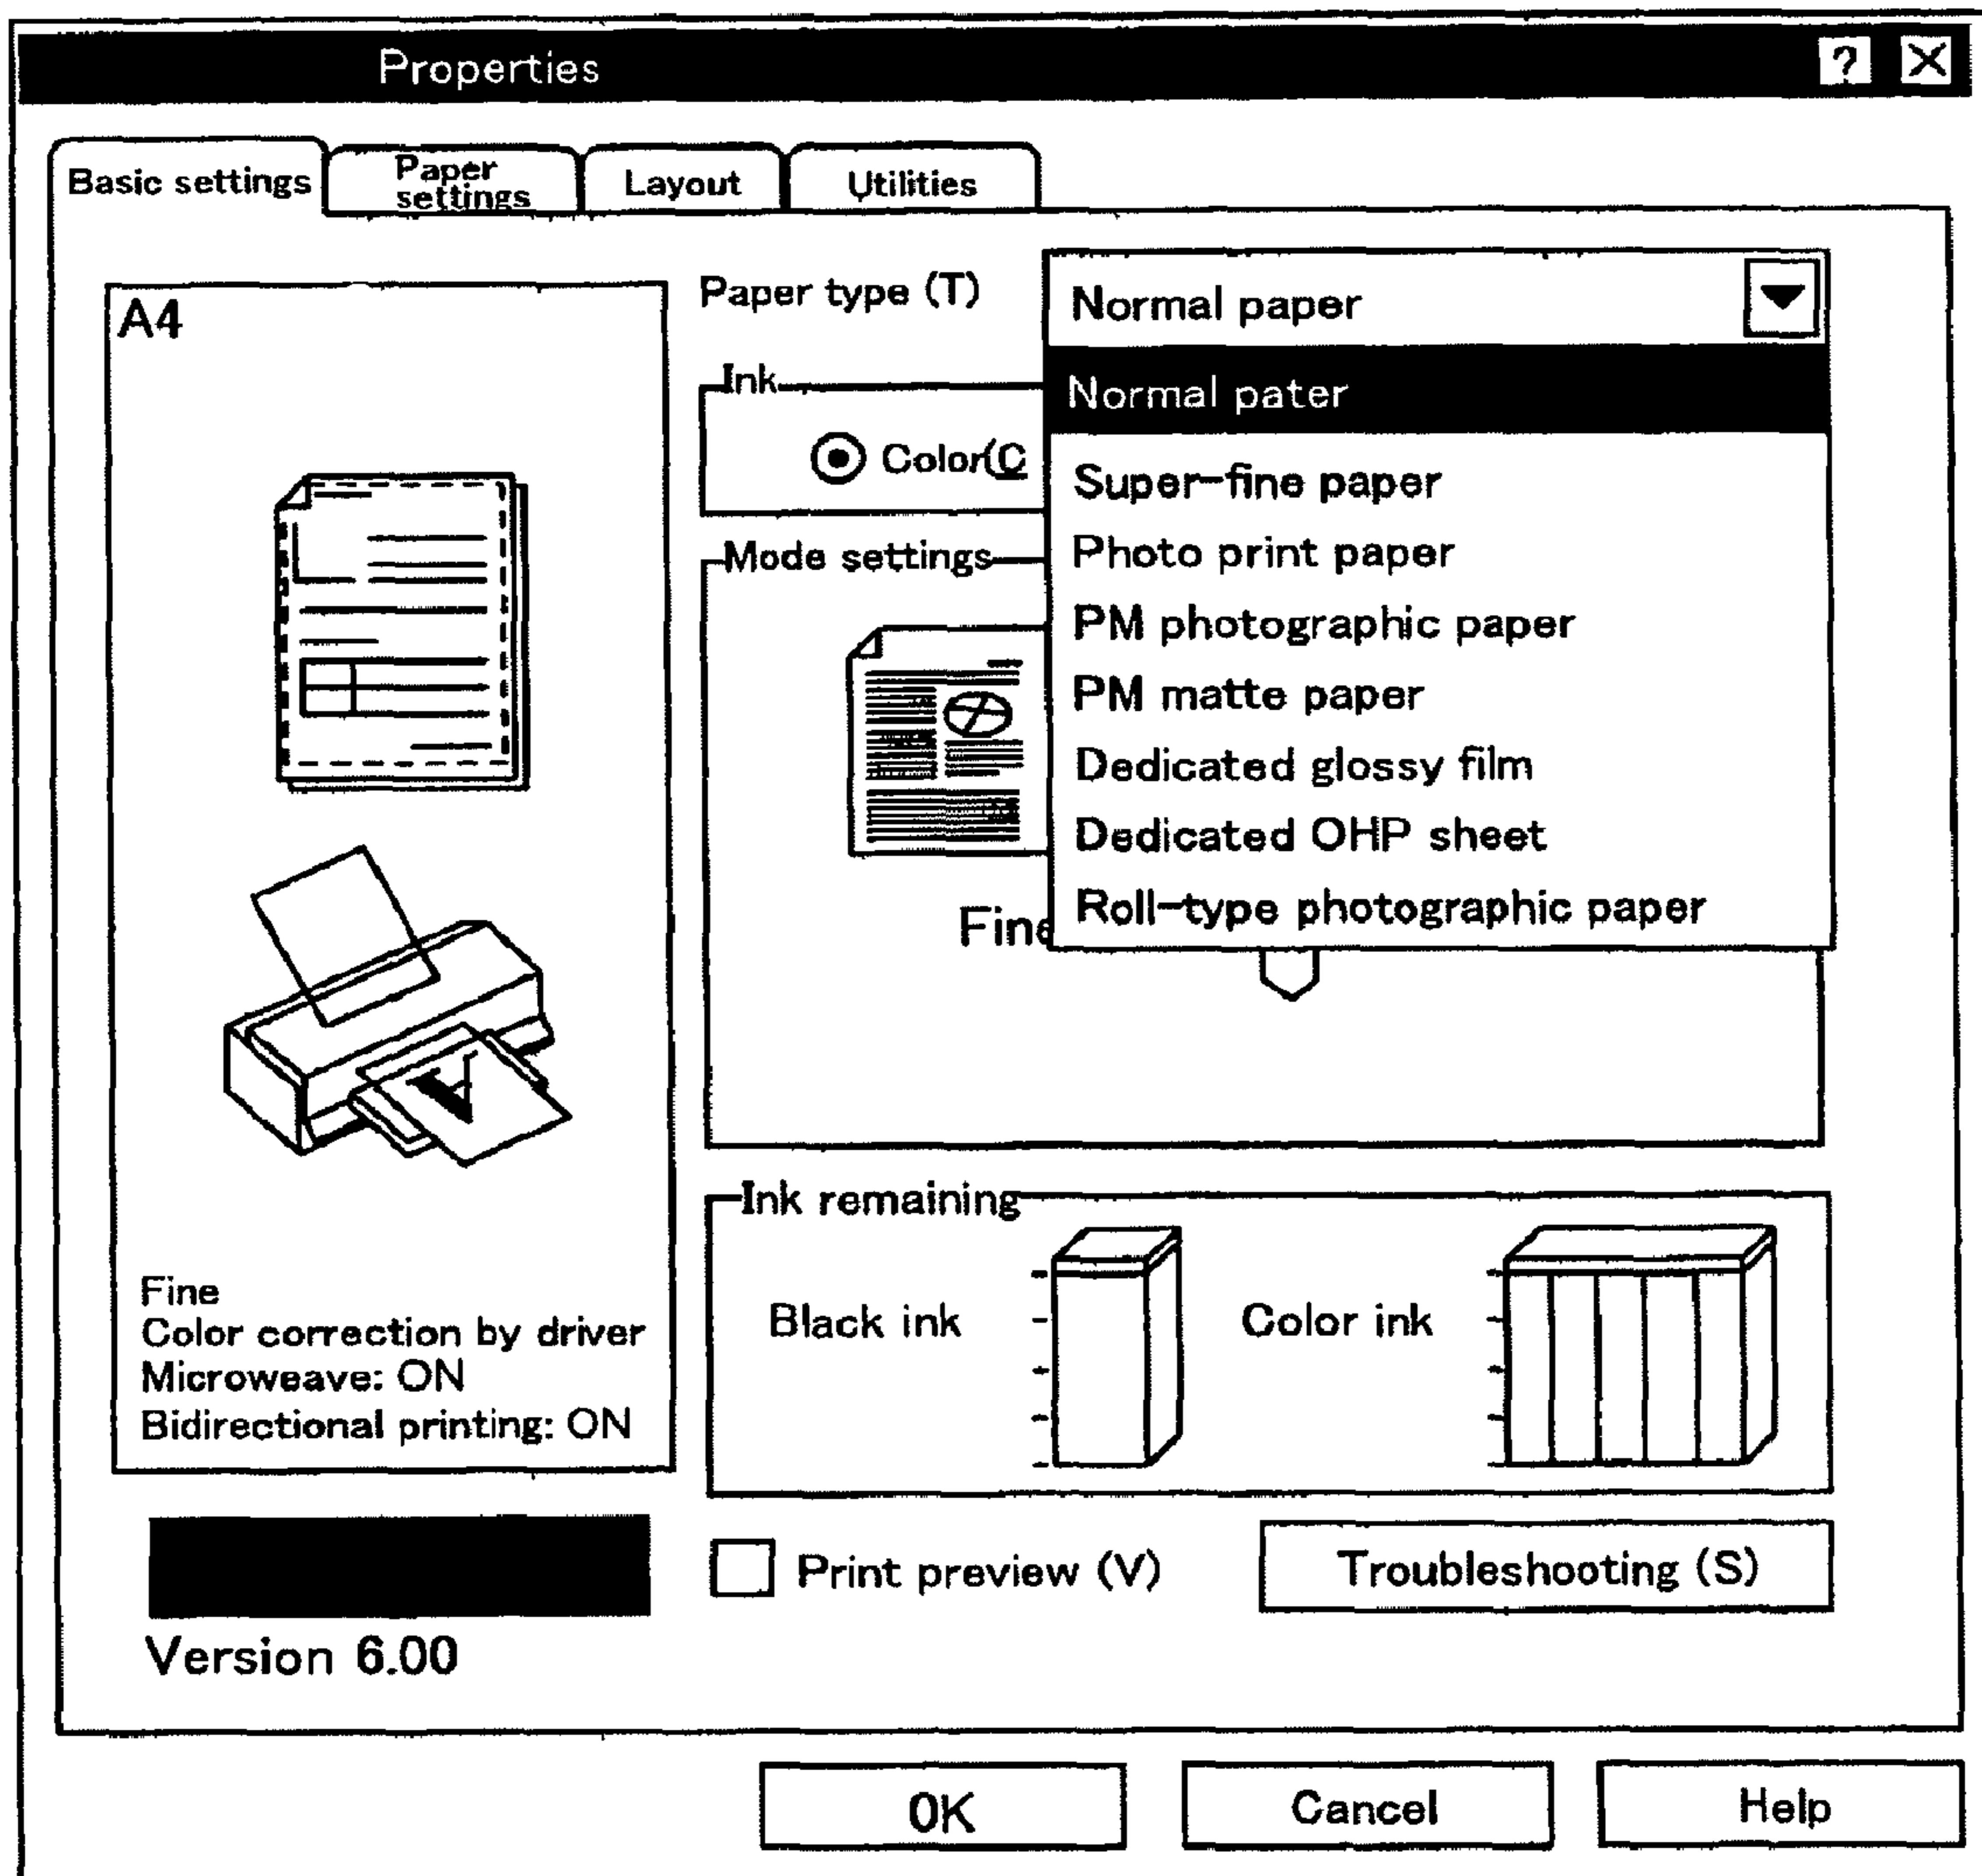 Properties
?
Basic settings
Paper
settings
Layout
Utilities
A4
Paper type (T)
Normal paper
Normal pater
Super-fine paper
Photo print paper
PM photographic paper
PM matte paper
Dedicated glossy film
Dedicated OHP sheet
Roll-type photographic paper
Ink
Color(C
Mode settings
Fine
A
Fine
Color correction by driver
Microweave: ON
Bidirectional printing: ON
Ink remaining
Black ink
Color ink
Print preview (V)
Troubleshooting (S)
Version 6.00
OK
Cancel
Help